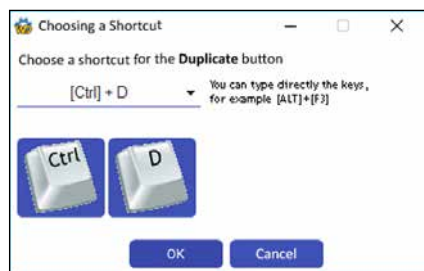 Choosing a Shortcut
Choose a shortcut for the Duplicate button
[Ctrl] + D
You can type directly the keys,
for example [ALT]+[F3]
Ctrl
D
OK
Cancel